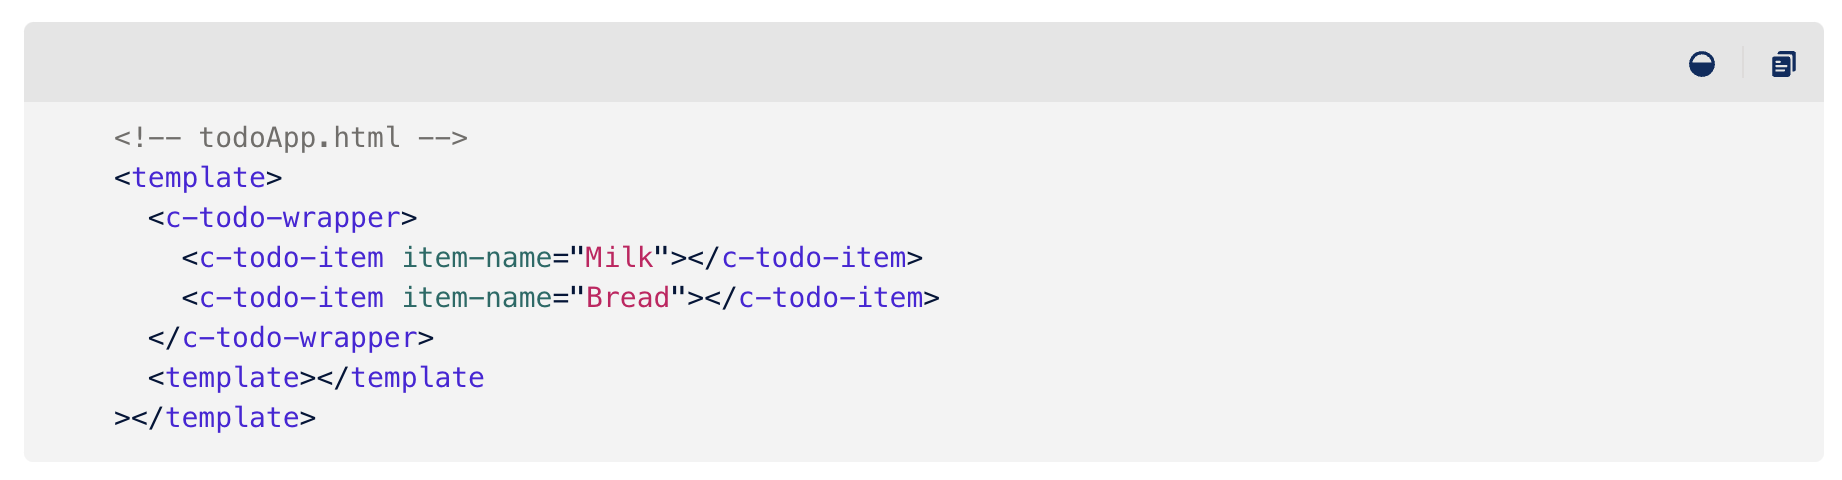 <!-- todoApp.html -->
<template>
  <c-todo-wrapper>
    <c-todo-item item-name="Milk"></c-todo-item>
    <c-todo-item item-name="Bread"></c-todo-item>
  </c-todo-wrapper>
  <template></template
></template>